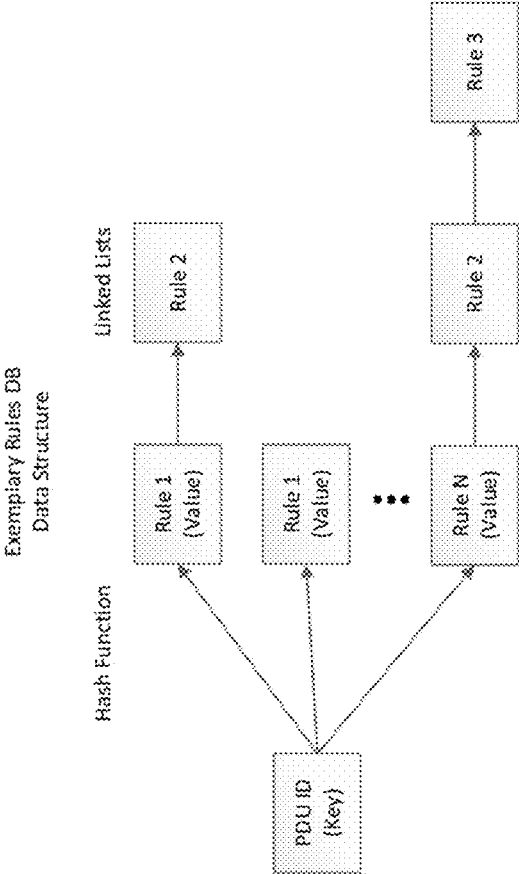 Exemplary Rules DB
Data Structure
Hash Function
Linked Lists
PDU ID
(Key)
Rule 1
(Value)
Rule 2
Rule 1
(Value)
Rule N
(Value)
Rule 2
Rule 3